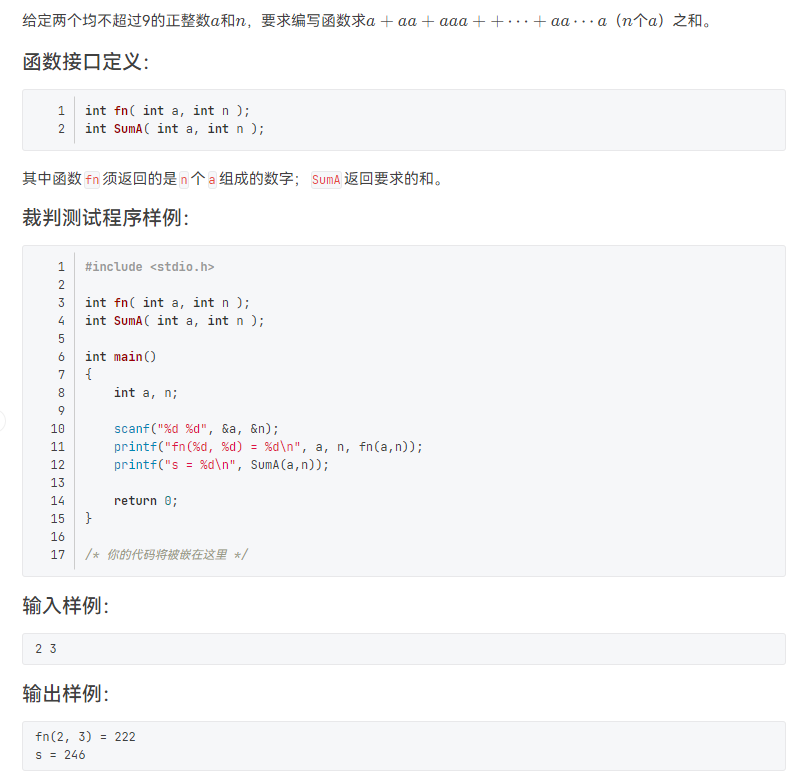 给定两个均不超过9的正整数a和n，要求编写函数求a + aa + aaa + + ⋯ + aa⋯a（n个a）之和。
函数接口定义：
1 int fn( int a, int n );
2 int SumA( int a, int n );
其中函数fn须返回的是n个a组成的数字；SumA返回要求的和。
裁判测试程序样例：
1 #include <stdio.h>
2
3 int fn( int a, int n );
4 int SumA( int a, int n );
5
6 int main()
7 {
8     int a, n;
9
10     scanf("%d %d", &a, &n);
11     printf("fn(%d, %d) = %d\n", a, n, fn(a,n));
12     printf("s = %d\n", SumA(a,n));
13
14     return 0;
15 }
16
17 /* 你的代码将被嵌在这里 */
输入样例：
2 3
输出样例：
fn(2, 3) = 222
s = 246